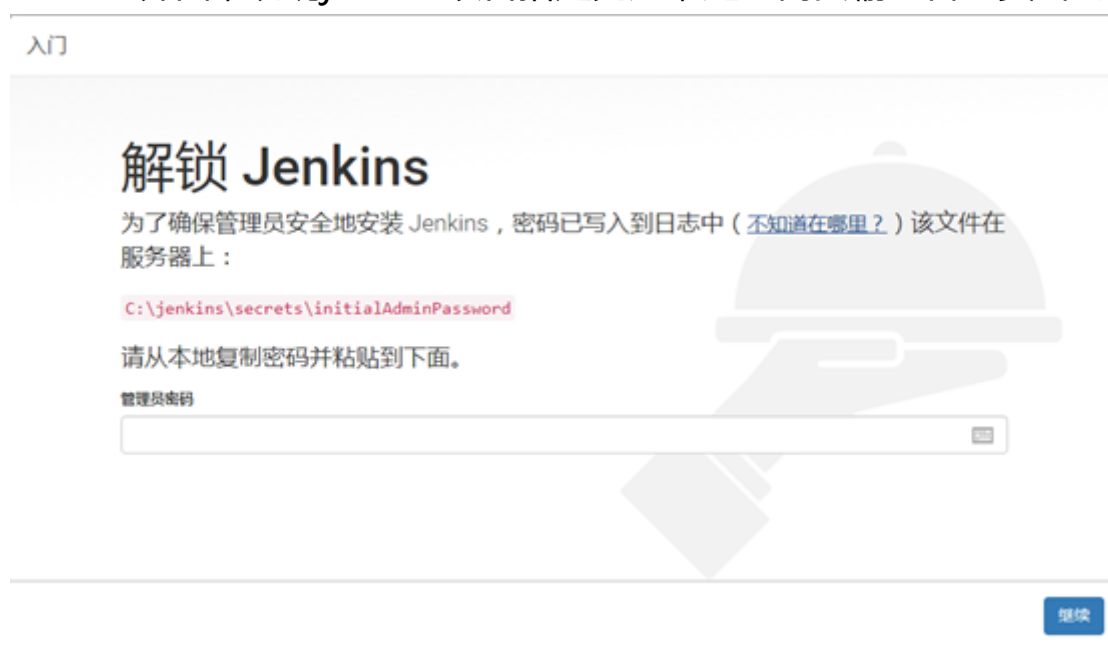 入门
解锁 Jenkins
为了确保管理员安全地安装 Jenkins，密码已写入到日志中（不知道在哪里？）该文件在
服务器上：
C:\jenkins\secrets\initialAdminPassword
请从本地复制密码并粘贴到下面。
管理员密码
继续